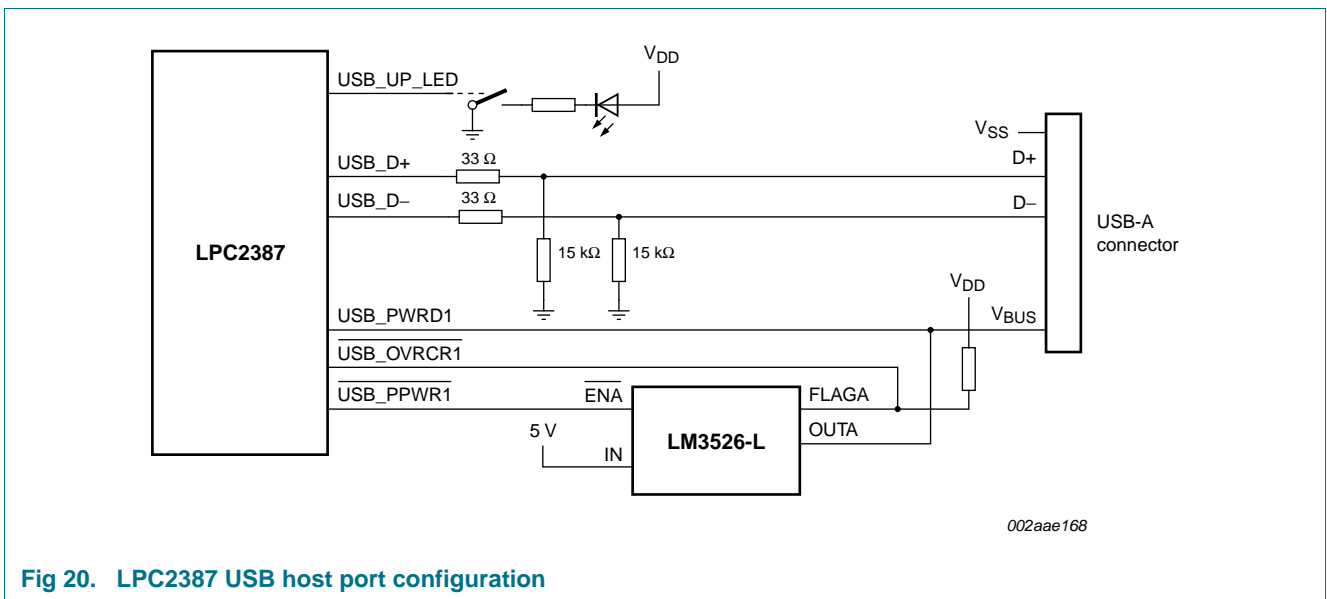 USB_UP_LED
VDD
VSS
USB_D+
33 Ω
D+
USB_D−
33 Ω
D−
USB-A
connector
LPC2387
15 kΩ
15 kΩ
VDD
USB_PWRD1
VBUS
USB_OVRCR1
USB_PPWR1
ENA
FLAGA
5 V
IN
LM3526-L
OUTA
002aae168
Fig 20. LPC2387 USB host port configuration